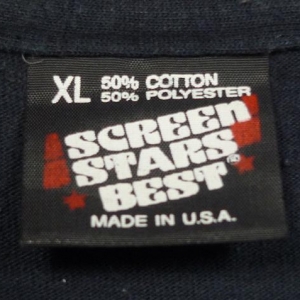 XL 50% COTTON
50% POLYESTER
SCREEN
STARS
BEST
MADE IN U.S.A.